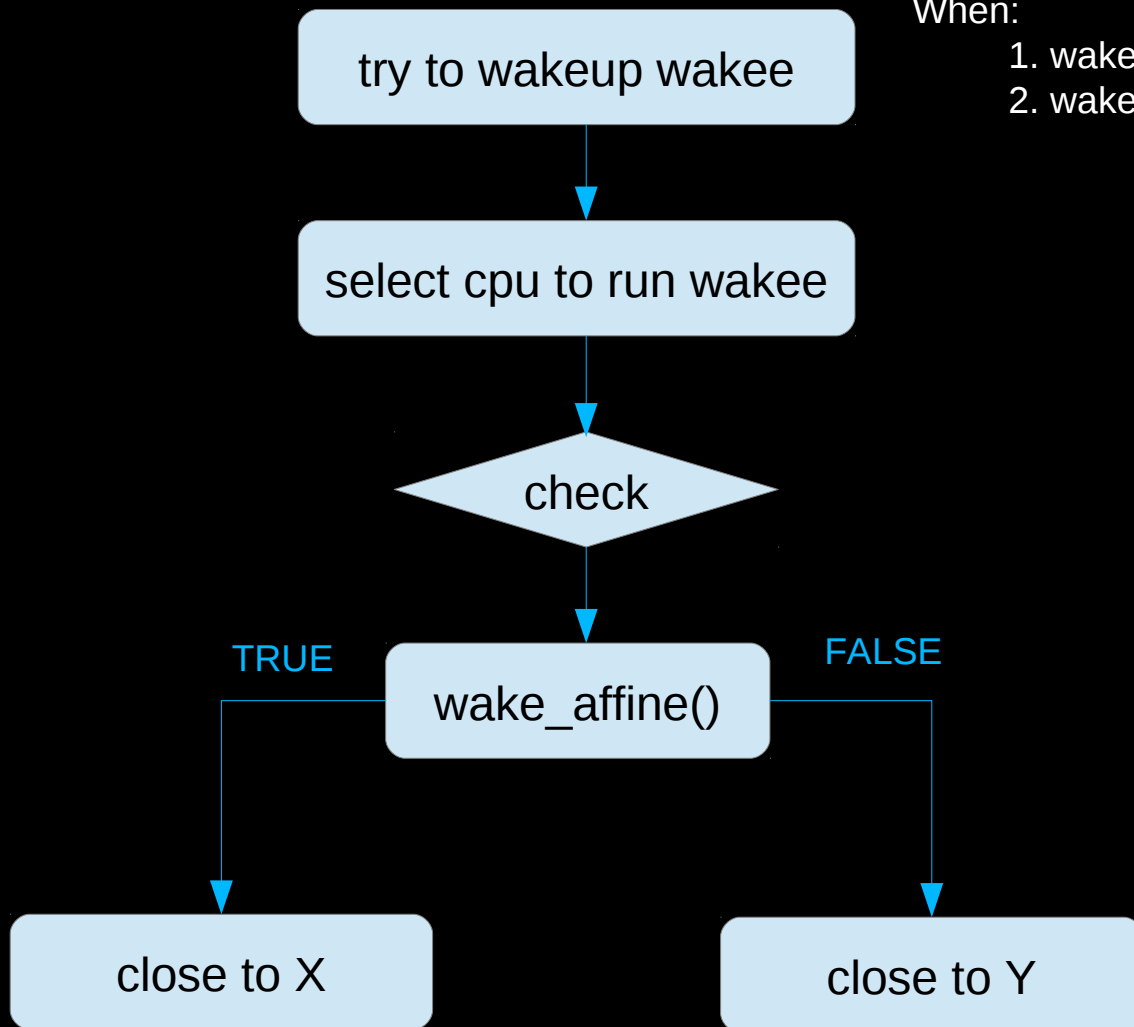 When:
1. wake
2. wake
try to wakeup wakee
select cpu to run wakee
check
TRUE
FALSE
wake_affine()
close to X
close to Y